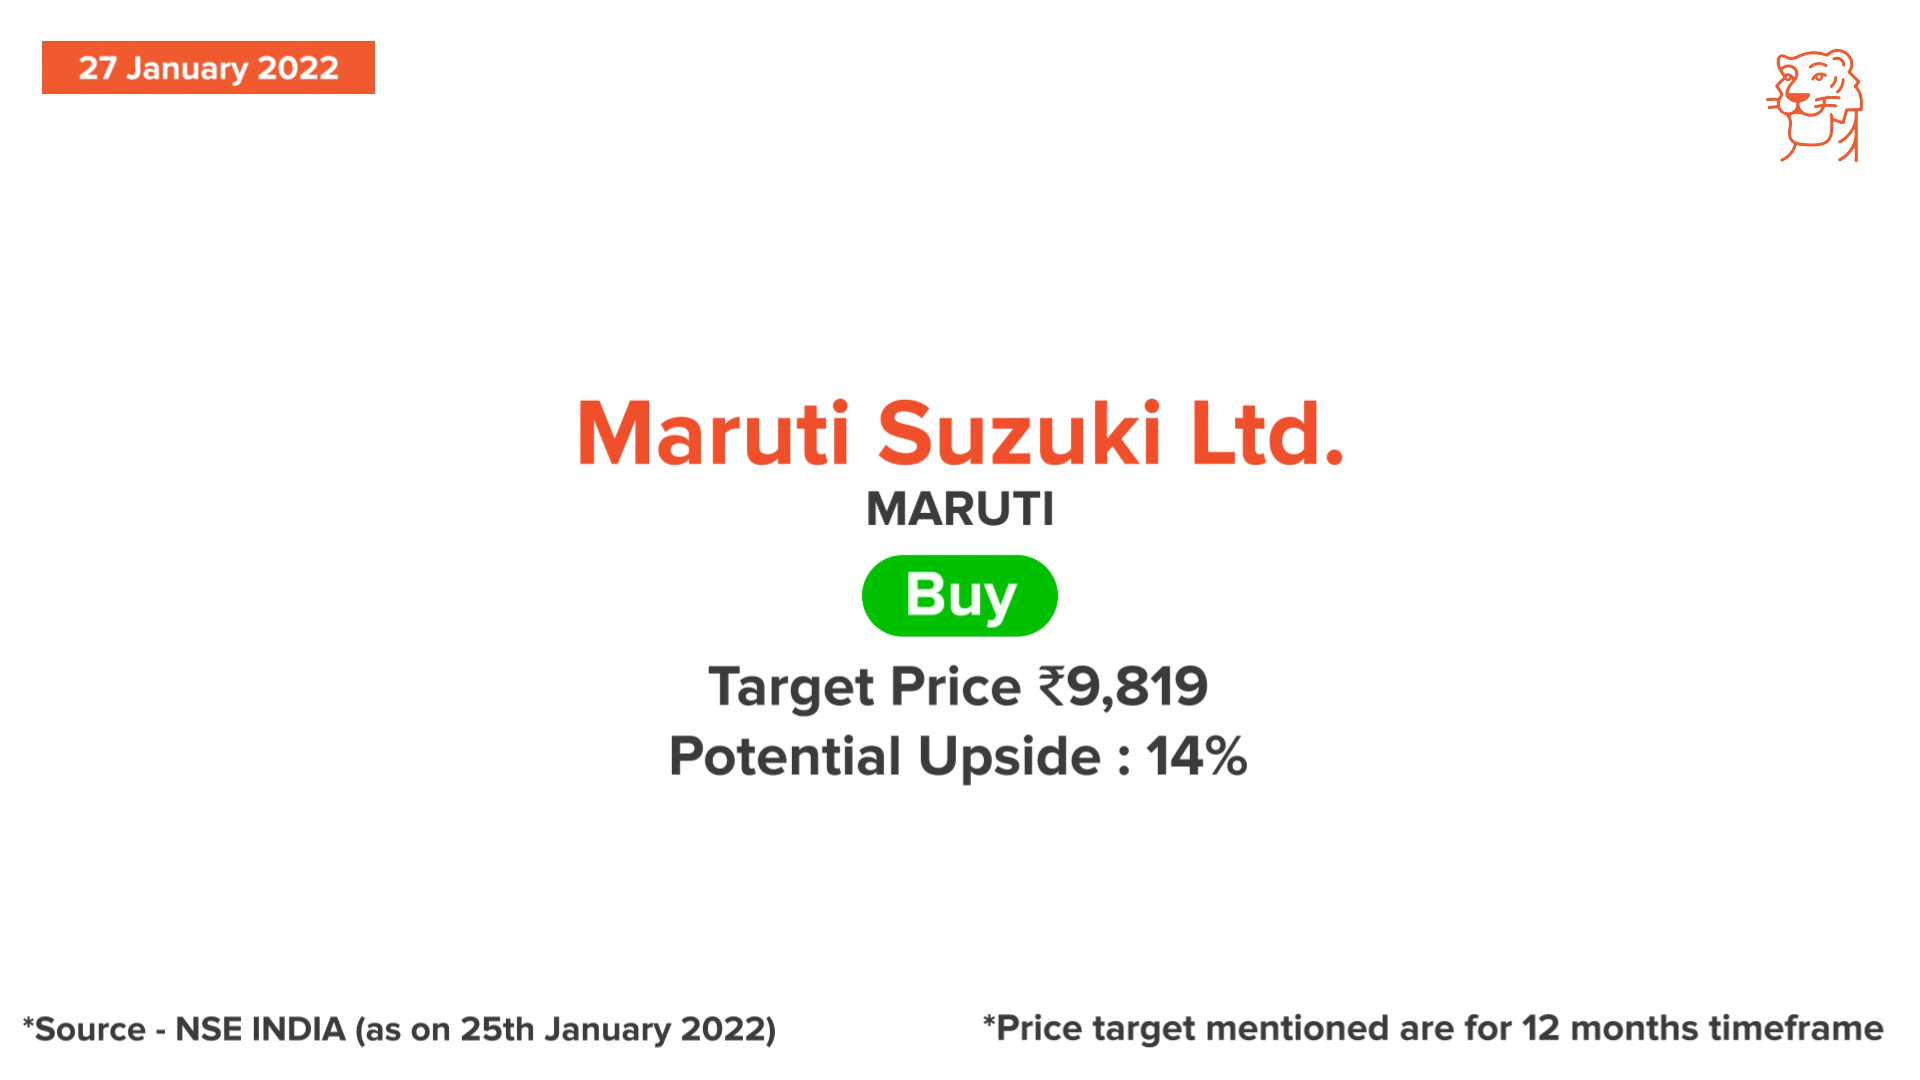 27 January 2022
Maruti Suzuki Ltd.
MARUTI
Buy
Target Price ₹9,819
Potential Upside : 14%
*Source - NSE INDIA (as on 25th January 2022)
*Price target mentioned are for 12 months timeframe